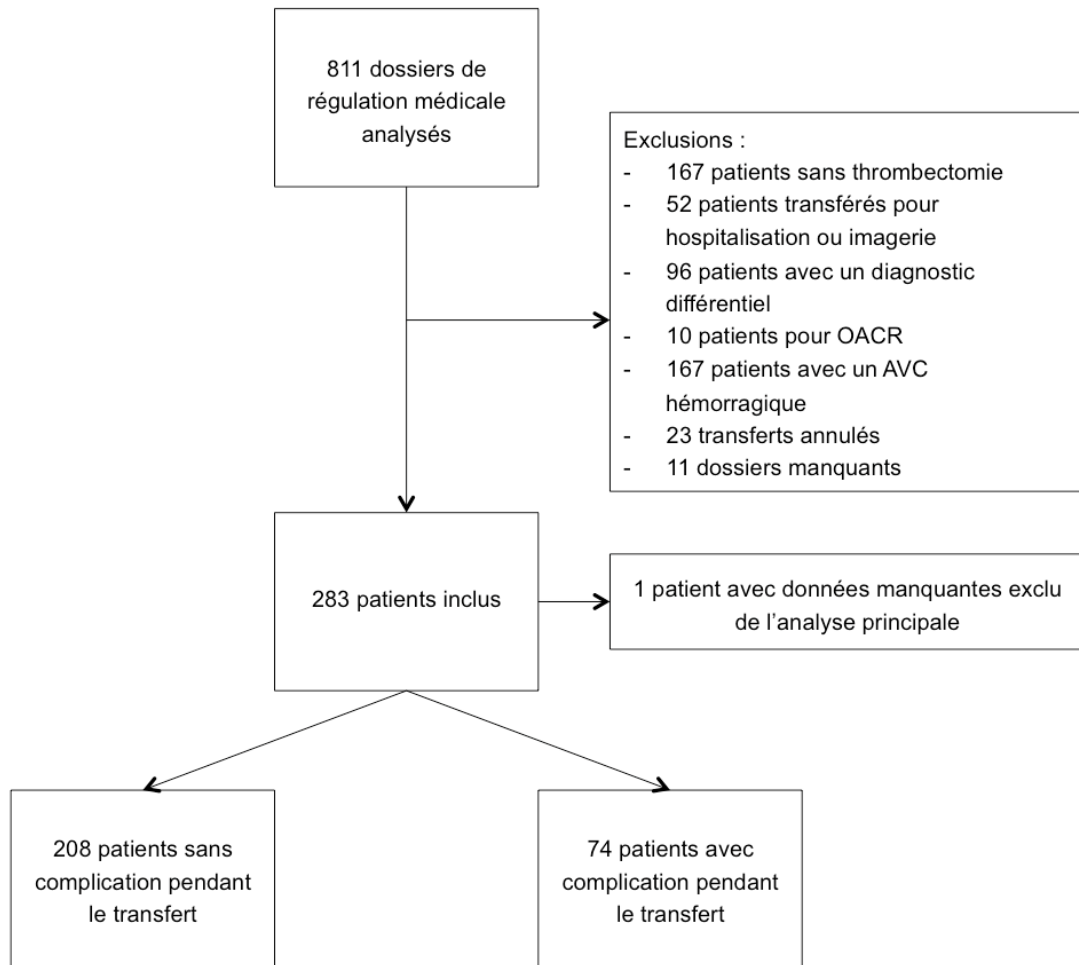 811 dossiers de
régulation médicale
analysés
Exclusions :
- 167 patients sans thrombectomie
- 52 patients transférés pour
hospitalisation ou imagerie
- 96 patients avec un diagnostic
différentiel
- 10 patients pour OACR
- 167 patients avec un AVC
hémorragique
- 23 transferts annulés
- 11 dossiers manquants
283 patients inclus
1 patient avec données manquantes exclu
de l’analyse principale
208 patients sans
complication pendant
le transfert
74 patients avec
complication pendant
le transfert